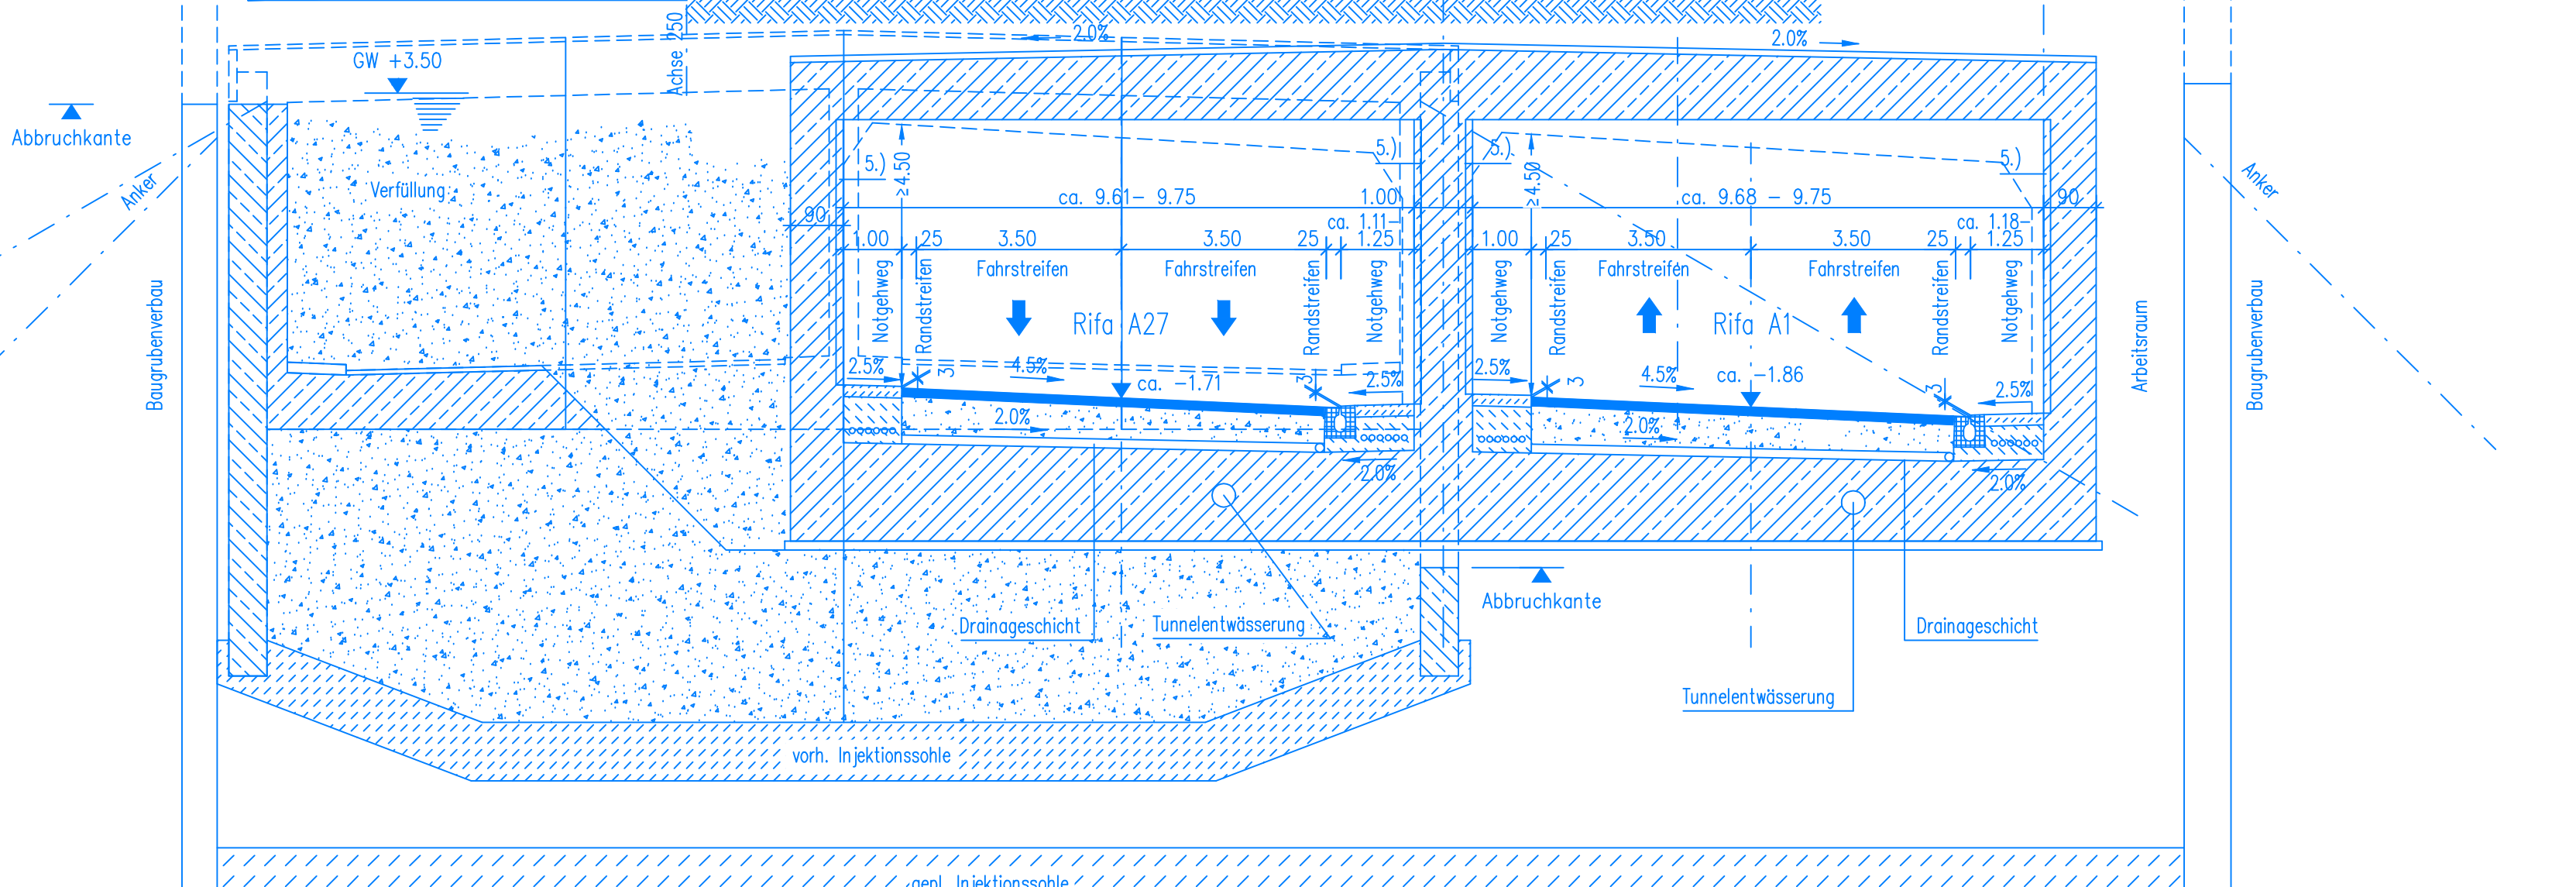 2.0%
2.0%
Achse 250
GW +3.50
Abbruchkante
Anker
Verfüllung
5.)
≥4.50
5.)
5.)
≥4.50
5.)
Anker
90
ca. 9.61– 9.75
1.00
ca. 9.68 – 9.75
90
1.00
25
3.50
3.50
25
ca. 1.11–
1.25
1.00
25
3.50
3.50
25
ca. 1.18–
1.25
Notgehweg
Randstreifen
Fahrstreifen
Fahrstreifen
Randstreifen
Notgehweg
Notgehweg
Randstreifen
Fahrstreifen
Fahrstreifen
Randstreifen
Notgehweg
Rifa A27
Rifa A1
Baugrubenverbau
Arbeitsraum
Baugrubenverbau
2.5%
3
4.5%
ca. –1.71
3
2.5%
2.5%
3
4.5%
ca. –1.86
3
2.5%
2.0%
2.0%
2.0%
2.0%
Abbruchkante
Drainageschicht
Tunnelentwässerung
Drainageschicht
Tunnelentwässerung
vorh. Injektionssohle
gepl. Injektionssohle